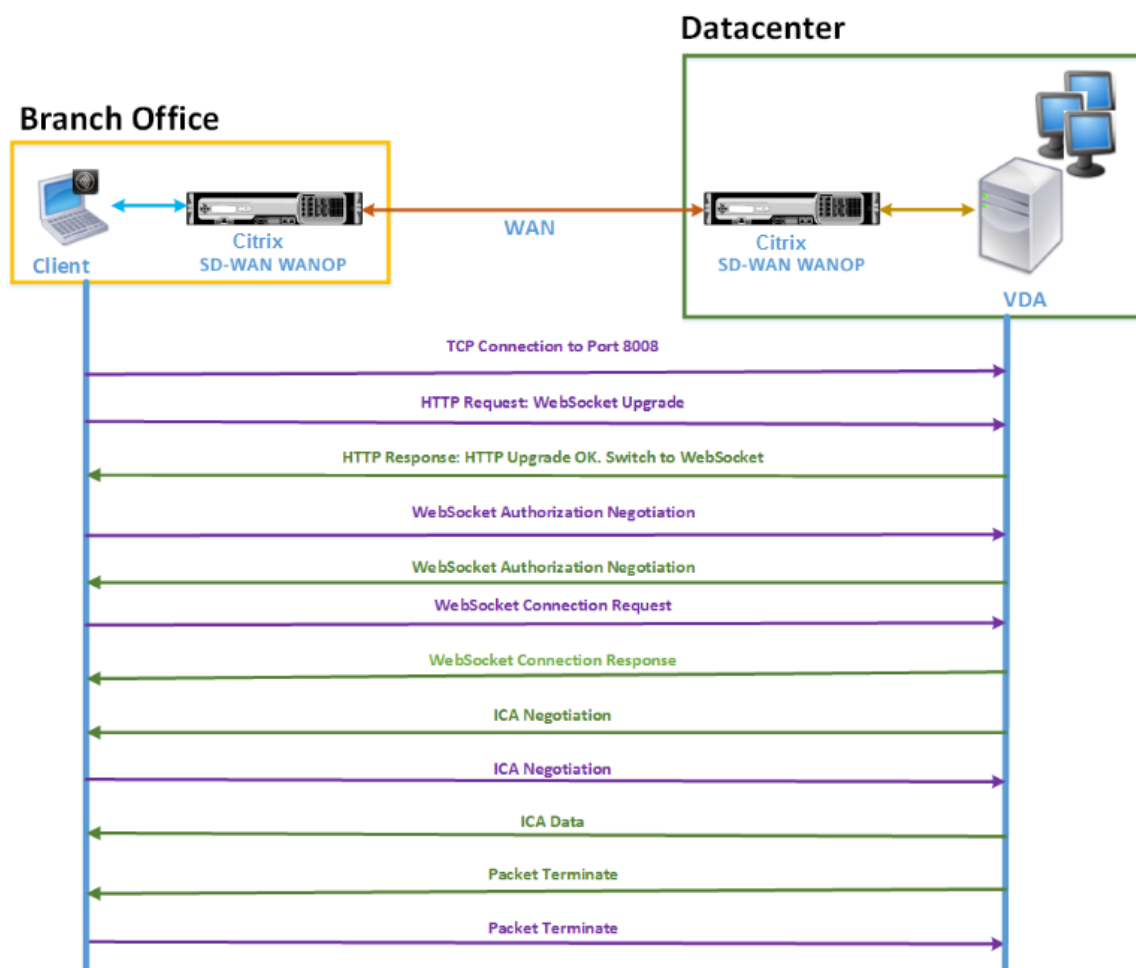 Datacenter
Branch Office
Citrix
SD-WAN WANOP
Client
WAN
Citrix
SD-WAN WANOP
VDA
TCP Connection to Port 8008
HTTP Request: WebSocket Upgrade
HTTP Response: HTTP Upgrade OK. Switch to WebSocket
WebSocket Authorization Negotiation
WebSocket Authorization Negotiation
WebSocket Connection Request
WebSocket Connection Response
ICA Negotiation
ICA Negotiation
ICA Data
Packet Terminate
Packet Terminate